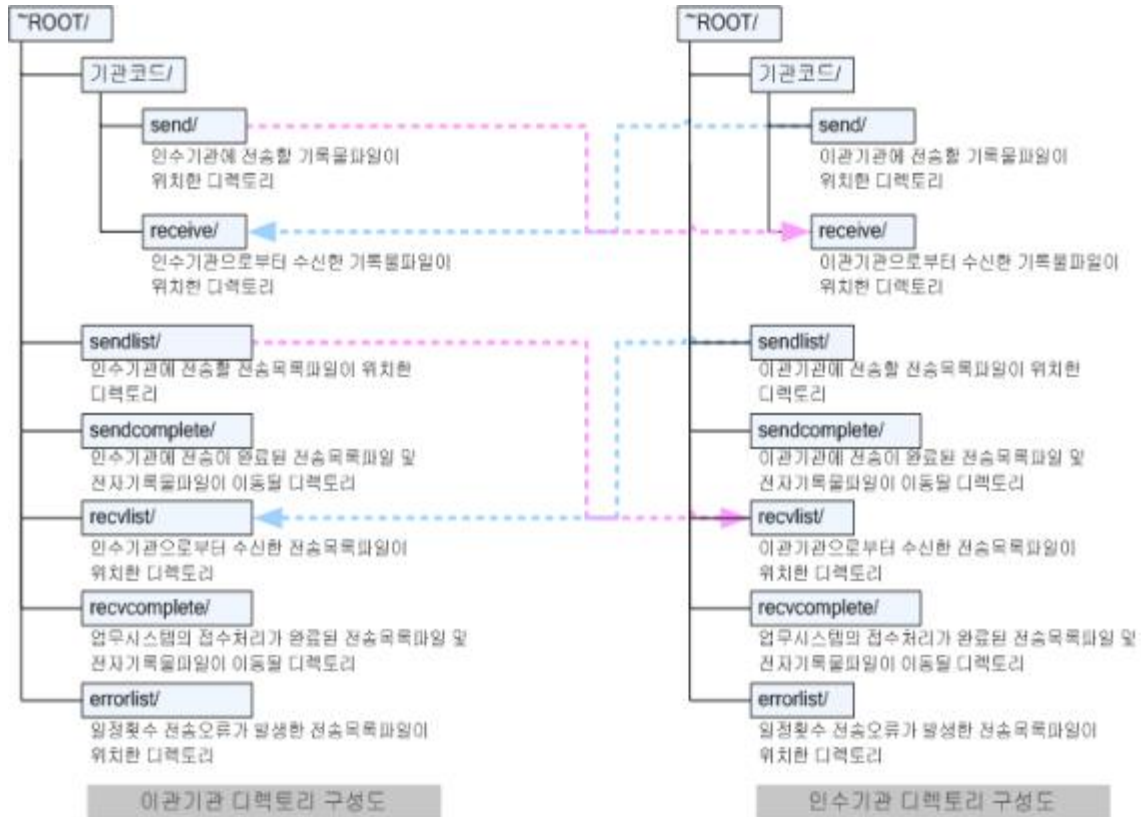 ~ROOT/
기관코드/
send/
인수기관에 전송할 기록물파일이
위치한 디렉토리
receive/
인수기관으로부터 수신한 기록물파일이
위치한 디렉토리
sendlist/
인수기관에 전송할 전송목록파일이 위치한
디렉토리
sendcomplete/
인수기관에 전송이 완료된 전송목록파일 및
전자기록물파일이 이동될 디렉토리
recvlist/
인수기관으로부터 수신한 전송목록파일이
위치한 디렉토리
recvcomplete/
업무시스템의 접수처리가 완료된 전송목록파일 및
전자기록물파일이 이동될 디렉토리
errorlist/
일정횟수 전송오류가 발생한 전송목록파일이
위치한 디렉토리
이관기관 디렉토리 구성도
~ROOT/
기관코드/
send/
이관기관에 전송할 기록물파일이
위치한 디렉토리
receive/
이관기관으로부터 수신한 기록물파일이
위치한 디렉토리
sendlist/
이관기관에 전송할 전송목록파일이 위치한
디렉토리
sendcomplete/
이관기관에 전송이 완료된 전송목록파일 및
전자기록물파일이 이동될 디렉토리
recvlist/
이관기관으로부터 수신한 전송목록파일이
위치한 디렉토리
recvcomplete/
업무시스템의 접수처리가 완료된 전송목록파일 및
전자기록물파일이 이동될 디렉토리
errorlist/
일정횟수 전송오류가 발생한 전송목록파일이
위치한 디렉토리
인수기관 디렉토리 구성도